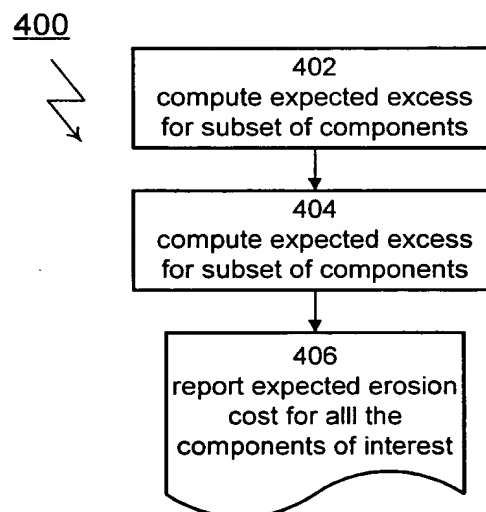 400
402
compute expected excess
for subset of components
404
compute expected excess
for subset of components
406
report expected erosion
cost for alll the
components of interest